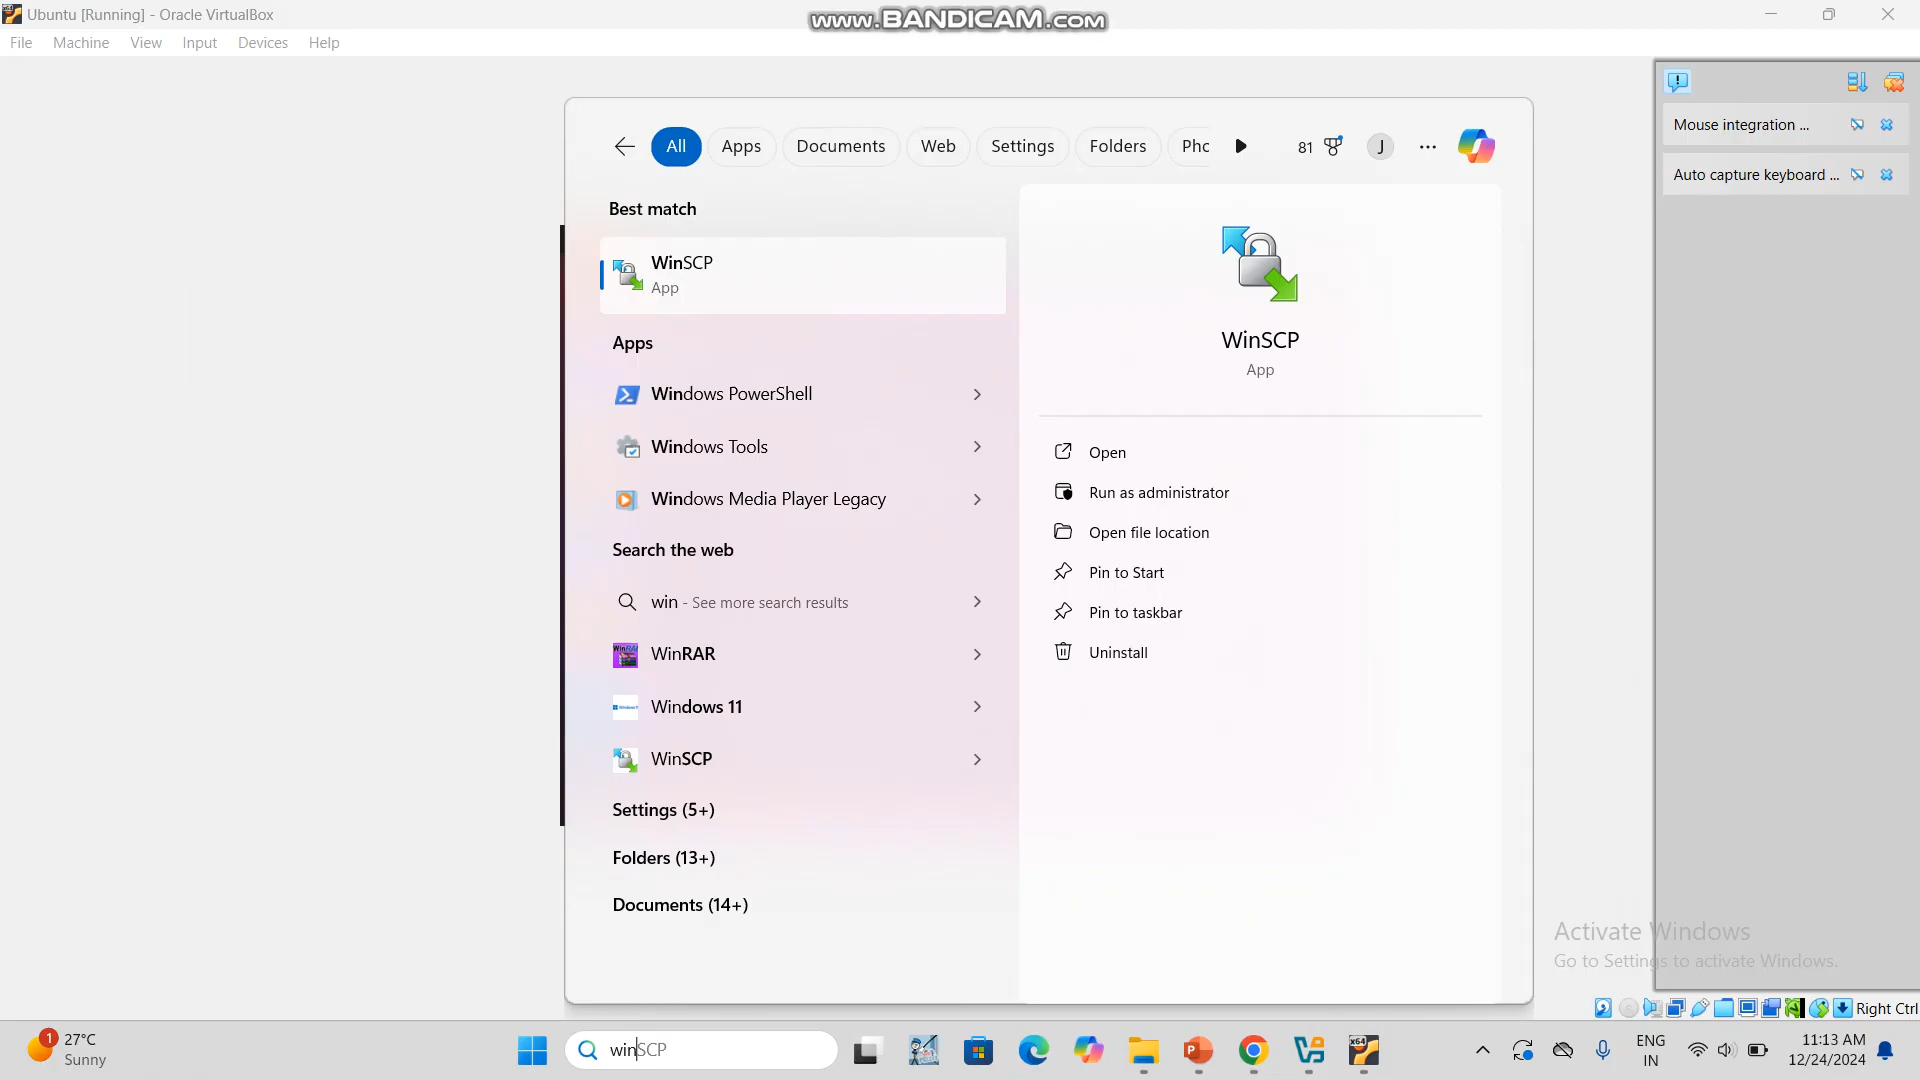 Ubuntu [Running] - Oracle VirtualBox
www.BANDICAM.com
File Machine View Input Devices Help
All Apps Documents Web Settings Folders Phc 81 J
Mouse integration ...
Auto capture keyboard ...
Best match
WinSCP
App
Apps
Windows PowerShell
Windows Tools
Windows Media Player Legacy
Search the web
win - See more search results
WinRAR
Windows 11
WinSCP
Settings (5+)
Folders (13+)
Documents (14+)
WinSCP
App
Open
Run as administrator
Open file location
Pin to Start
Pin to taskbar
Uninstall
Activate Windows
Go to Settings to activate Windows.
Right Ctrl
1
27°C
Sunny
winSCP
ENG
IN
11:13 AM
12/24/2024